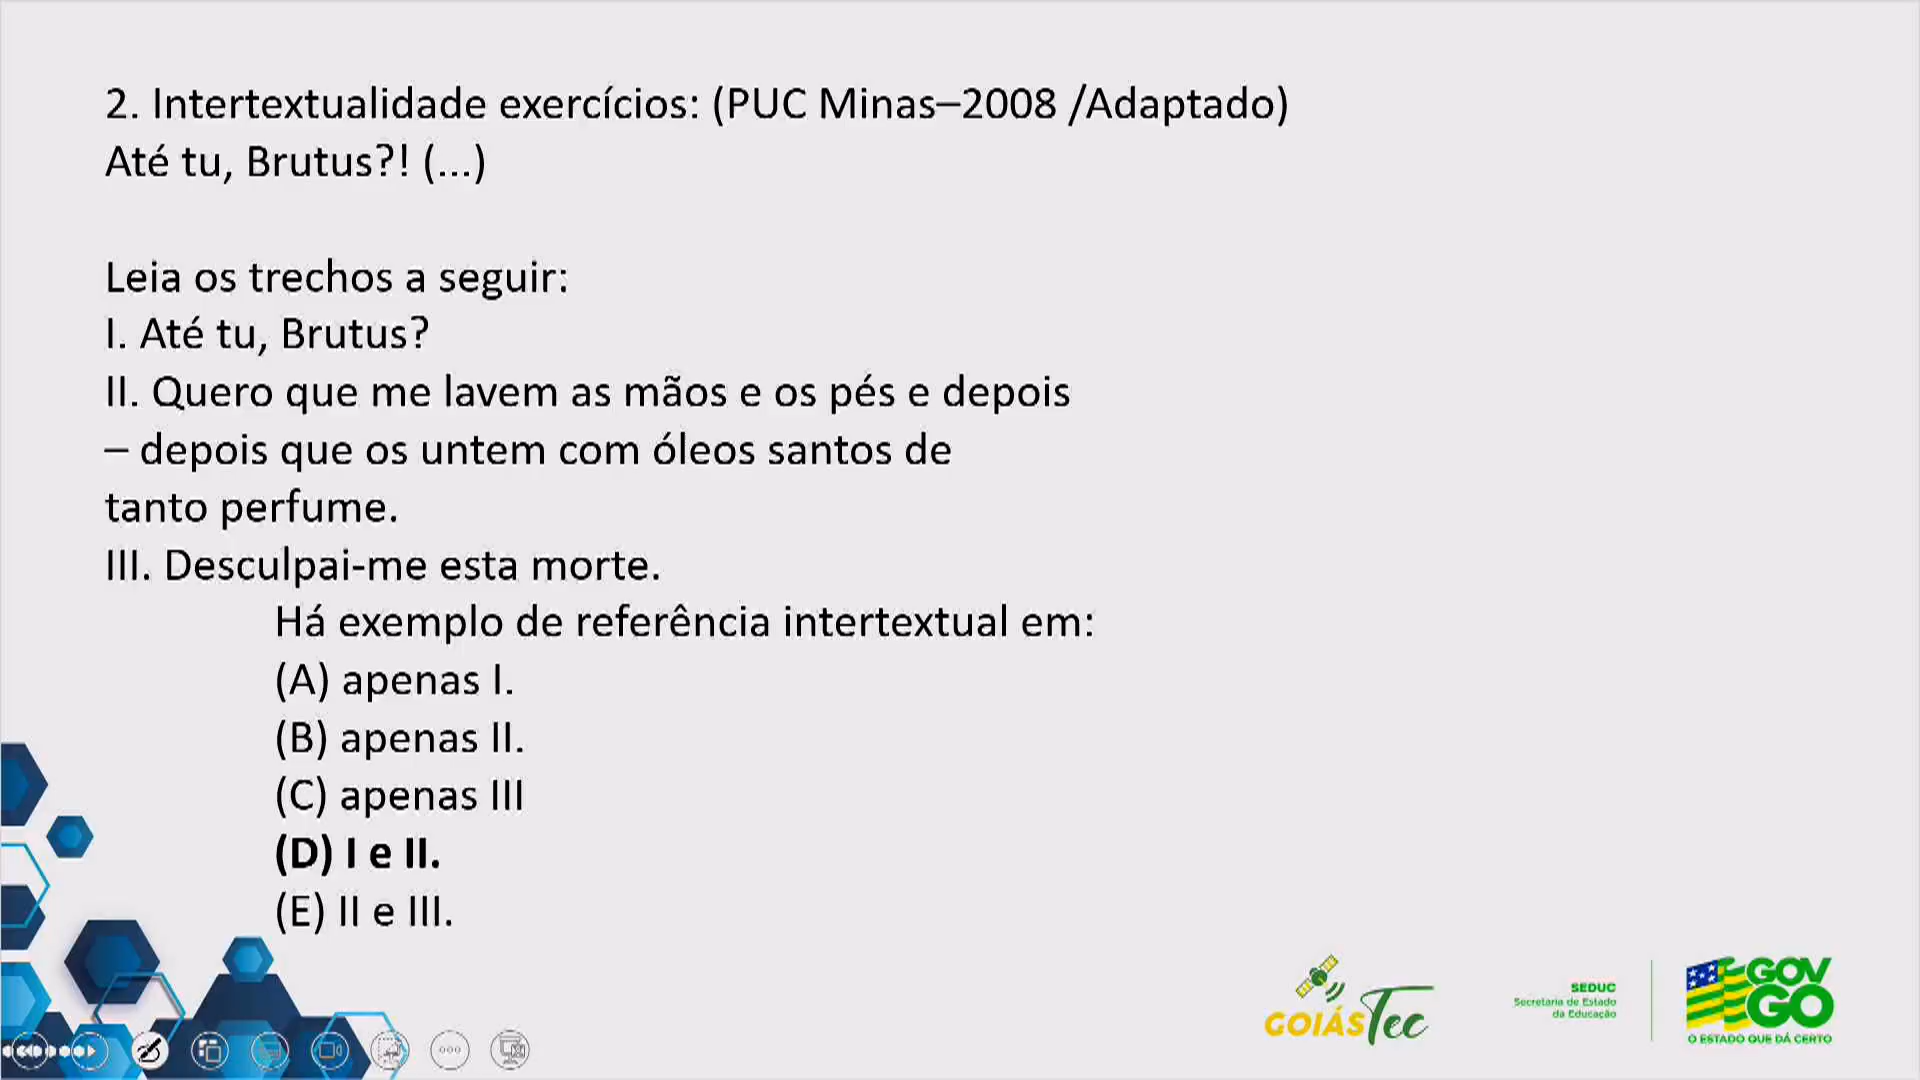 2. Intertextualidade exercícios: (PUC Minas–2008 /Adaptado)
Até tu, Brutus?! (...)
Leia os trechos a seguir:
I. Até tu, Brutus?
II. Quero que me lavem as mãos e os pés e depois
– depois que os untem com óleos santos de
tanto perfume.
III. Desculpai-me esta morte.
Há exemplo de referência intertextual em:
(A) apenas I.
(B) apenas II.
(C) apenas III
(D) I e II.
(E) II e III.
GOIÁSTec
SEDUC
Secretaria de Estado
da Educação
GOV
GO
O ESTADO QUE DÁ CERTO